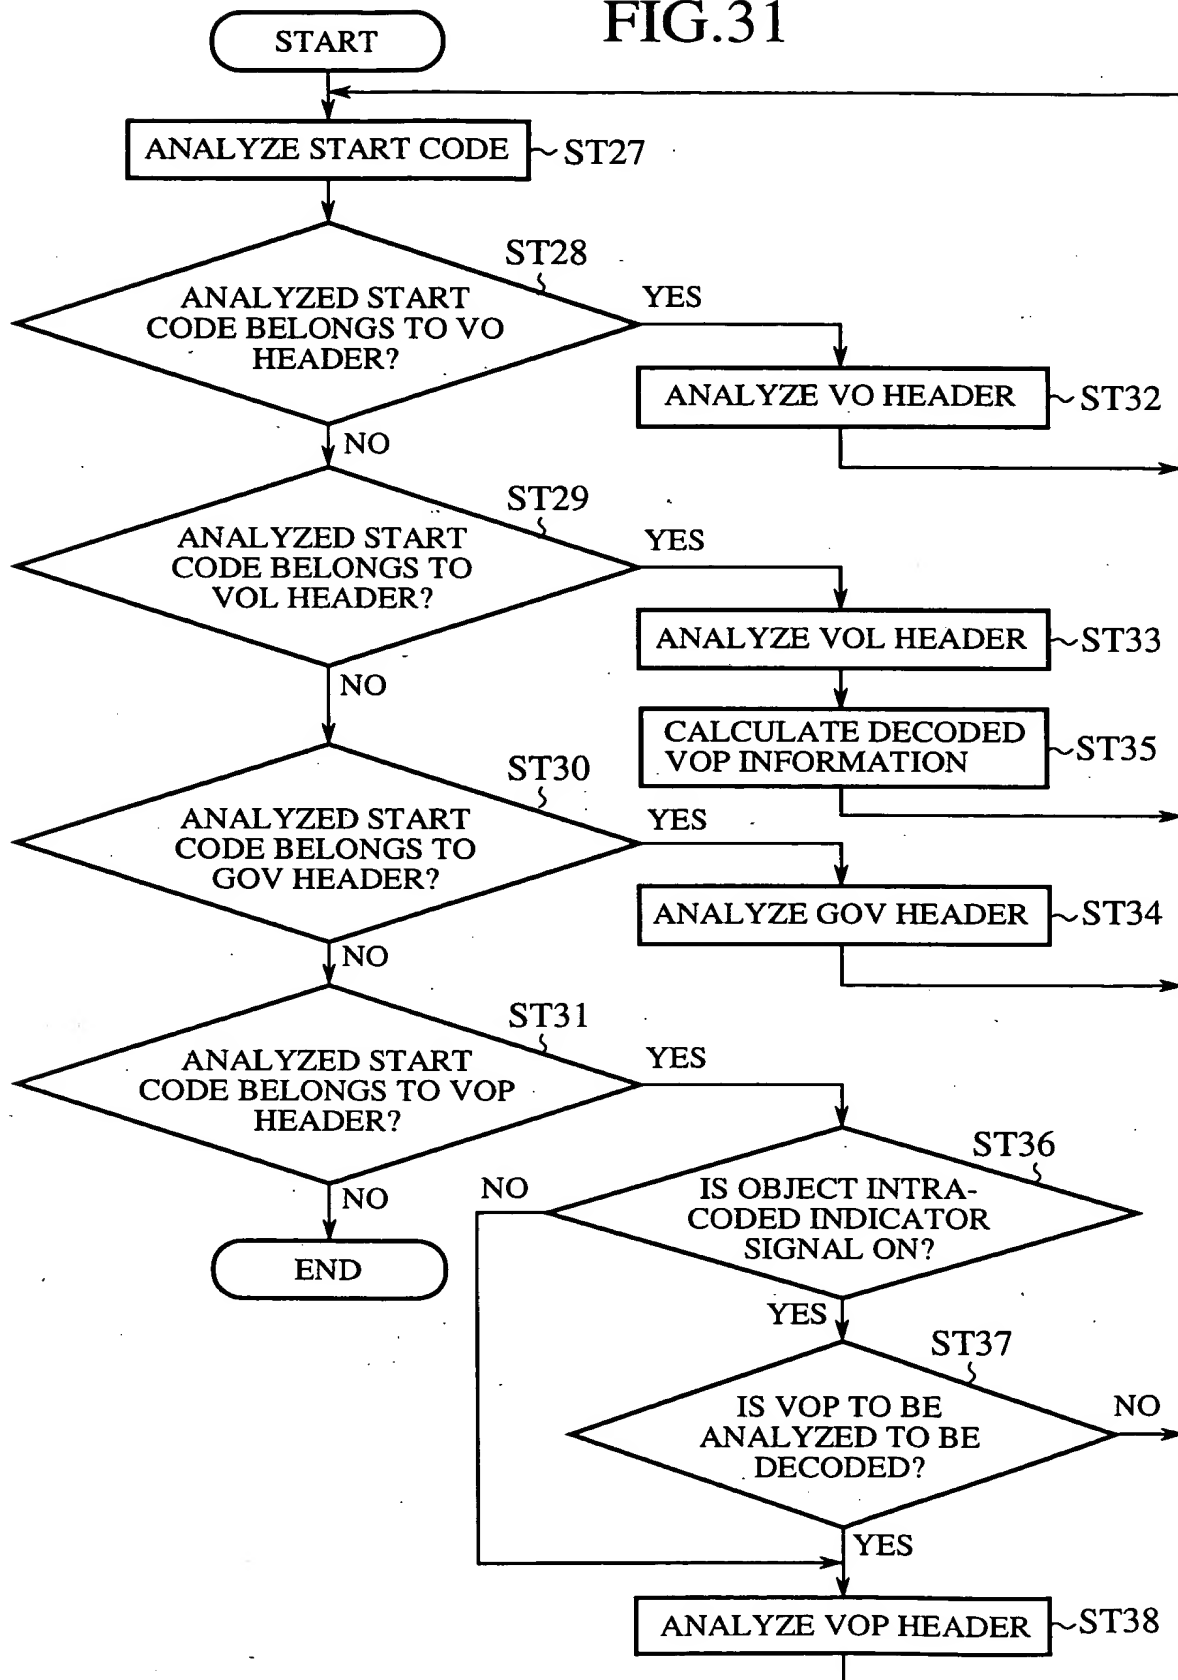 FIG.31
START
ANALYZE START CODE
ST27
ST28
ANALYZED START
CODE BELONGS TO VO
HEADER?
YES
ANALYZE VO HEADER
ST32
NO
ST29
ANALYZED START
CODE BELONGS TO
VOL HEADER?
YES
ANALYZE VOL HEADER
ST33
NO
CALCULATE DECODED
VOP INFORMATION
ST35
ST30
ANALYZED START
CODE BELONGS TO
GOV HEADER?
YES
ANALYZE GOV HEADER
ST34
NO
ST31
ANALYZED START
CODE BELONGS TO VOP
HEADER?
YES
NO
END
ST36
IS OBJECT INTRA-
CODED INDICATOR
SIGNAL ON?
NO
YES
ST37
IS VOP TO BE
ANALYZED TO BE
DECODED?
NO
YES
ANALYZE VOP HEADER
ST38